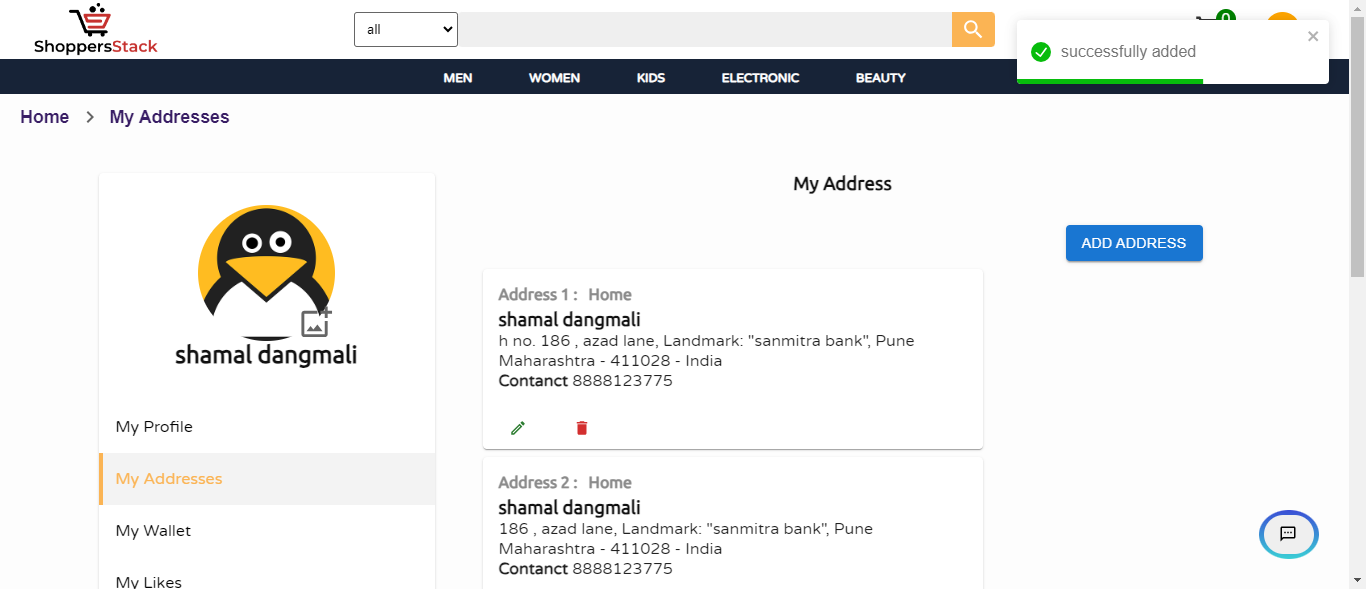 ShoppersStack
all
0
successfully added
MEN WOMEN KIDS ELECTRONIC BEAUTY
Home > My Addresses
My Address
ADD ADDRESS
shamal dangmali
My Profile
My Addresses
My Wallet
My Likes
Address 1 : Home
shamal dangmali
h no. 186 , azad lane, Landmark: "sanmitra bank", Pune
Maharashtra - 411028 - India
Contanct 8888123775
Address 2 : Home
shamal dangmali
186 , azad lane, Landmark: "sanmitra bank", Pune
Maharashtra - 411028 - India
Contanct 8888123775